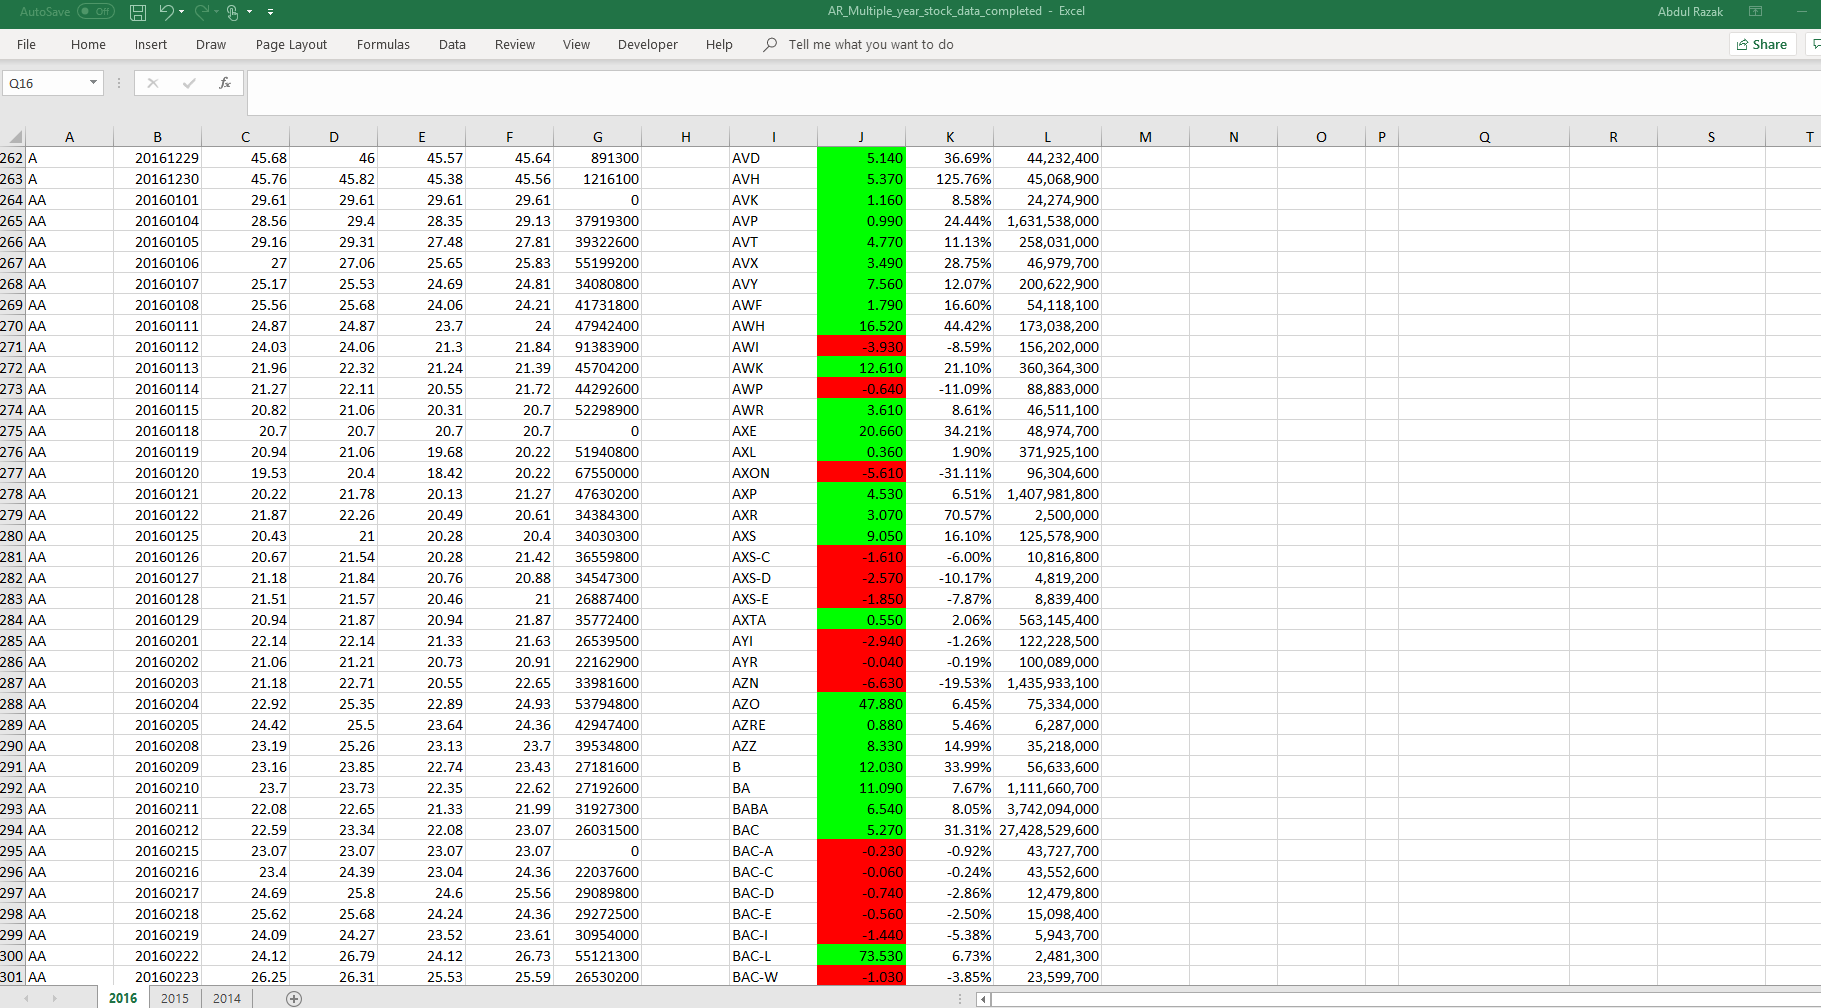 AutoSave Off AR_Multiple_year_stock_data_completed - Excel Abdul Razak
File Home Insert Draw Page Layout Formulas Data Review View Developer Help Tell me what you want to do Share
Q16 fx
A B C D E F G H I J K L M N O P Q R S T
262 A 20161229 45.68 46 45.57 45.64 891300 AVD 5.140 36.69% 44,232,400
263 A 20161230 45.76 45.82 45.38 45.56 1216100 AVH 5.370 125.76% 45,068,900
264 AA 20160101 29.61 29.61 29.61 29.61 0 AVK 1.160 8.58% 24,274,900
265 AA 20160104 28.56 29.4 28.35 29.13 37919300 AVP 0.990 24.44% 1,631,538,000
266 AA 20160105 29.16 29.31 27.48 27.81 39322600 AVT 4.770 11.13% 258,031,000
267 AA 20160106 27 27.06 25.65 25.83 55199200 AVX 3.490 28.75% 46,979,700
268 AA 20160107 25.17 25.53 24.69 24.81 34080800 AVY 7.560 12.07% 200,622,900
269 AA 20160108 25.56 25.68 24.06 24.21 41731800 AWF 1.790 16.60% 54,118,100
270 AA 20160111 24.87 24.87 23.7 24 47942400 AWH 16.520 44.42% 173,038,200
271 AA 20160112 24.03 24.06 21.3 21.84 91383900 AWI -3.930 -8.59% 156,202,000
272 AA 20160113 21.96 22.32 21.24 21.39 45704200 AWK 12.610 21.10% 360,364,300
273 AA 20160114 21.27 22.11 20.55 21.72 44292600 AWP -0.640 -11.09% 88,883,000
274 AA 20160115 20.82 21.06 20.31 20.7 52298900 AWR 3.610 8.61% 46,511,100
275 AA 20160118 20.7 20.7 20.7 20.7 0 AXE 20.660 34.21% 48,974,700
276 AA 20160119 20.94 21.06 19.68 20.22 51940800 AXL 0.360 1.90% 371,925,100
277 AA 20160120 19.53 20.4 18.42 20.22 67550000 AXON -5.610 -31.11% 96,304,600
278 AA 20160121 20.22 21.78 20.13 21.27 47630200 AXP 4.530 6.51% 1,407,981,800
279 AA 20160122 21.87 22.26 20.49 20.61 34384300 AXR 3.070 70.57% 2,500,000
280 AA 20160125 20.43 21 20.28 20.4 34030300 AXS 9.050 16.10% 125,578,900
281 AA 20160126 20.67 21.54 20.28 21.42 36559800 AXS-C -1.610 -6.00% 10,816,800
282 AA 20160127 21.18 21.84 20.76 20.88 34547300 AXS-D -2.570 -10.17% 4,819,200
283 AA 20160128 21.51 21.57 20.46 21 26887400 AXS-E -1.850 -7.87% 8,839,400
284 AA 20160129 20.94 21.87 20.94 21.87 35772400 AXTA 0.550 2.06% 563,145,400
285 AA 20160201 22.14 22.14 21.33 21.63 26539500 AYI -2.940 -1.26% 122,228,500
286 AA 20160202 21.06 21.21 20.73 20.91 22162900 AYR -0.040 -0.19% 100,089,000
287 AA 20160203 21.18 22.71 20.55 22.65 33981600 AZN -6.630 -19.53% 1,435,933,100
288 AA 20160204 22.92 25.35 22.89 24.93 53794800 AZO 47.880 6.45% 75,334,000
289 AA 20160205 24.42 25.5 23.64 24.36 42947400 AZRE 0.880 5.46% 6,287,000
290 AA 20160208 23.19 25.26 23.13 23.7 39534800 AZZ 8.330 14.99% 35,218,000
291 AA 20160209 23.16 23.85 22.74 23.43 27181600 B 12.030 33.99% 56,633,600
292 AA 20160210 23.7 23.73 22.35 22.62 27192600 BA 11.090 7.67% 1,111,660,700
293 AA 20160211 22.08 22.65 21.33 21.99 31927300 BABA 6.540 8.05% 3,742,094,000
294 AA 20160212 22.59 23.34 22.08 23.07 26031500 BAC 5.270 31.31% 27,428,529,600
295 AA 20160215 23.07 23.07 23.07 23.07 0 BAC-A -0.230 -0.92% 43,727,700
296 AA 20160216 23.4 24.39 23.04 24.36 22037600 BAC-C -0.060 -0.24% 43,552,600
297 AA 20160217 24.69 25.8 24.6 25.56 29089800 BAC-D -0.740 -2.86% 12,479,800
298 AA 20160218 25.62 25.68 24.24 24.36 29272500 BAC-E -0.560 -2.50% 15,098,400
299 AA 20160219 24.09 24.27 23.52 23.61 30954000 BAC-I -1.440 -5.38% 5,943,700
300 AA 20160222 24.12 26.79 24.12 26.73 55121300 BAC-L 73.530 6.73% 2,481,300
301 AA 20160223 26.25 26.31 25.53 25.59 26530200 BAC-W -1.030 -3.85% 23,599,700
2016 2015 2014